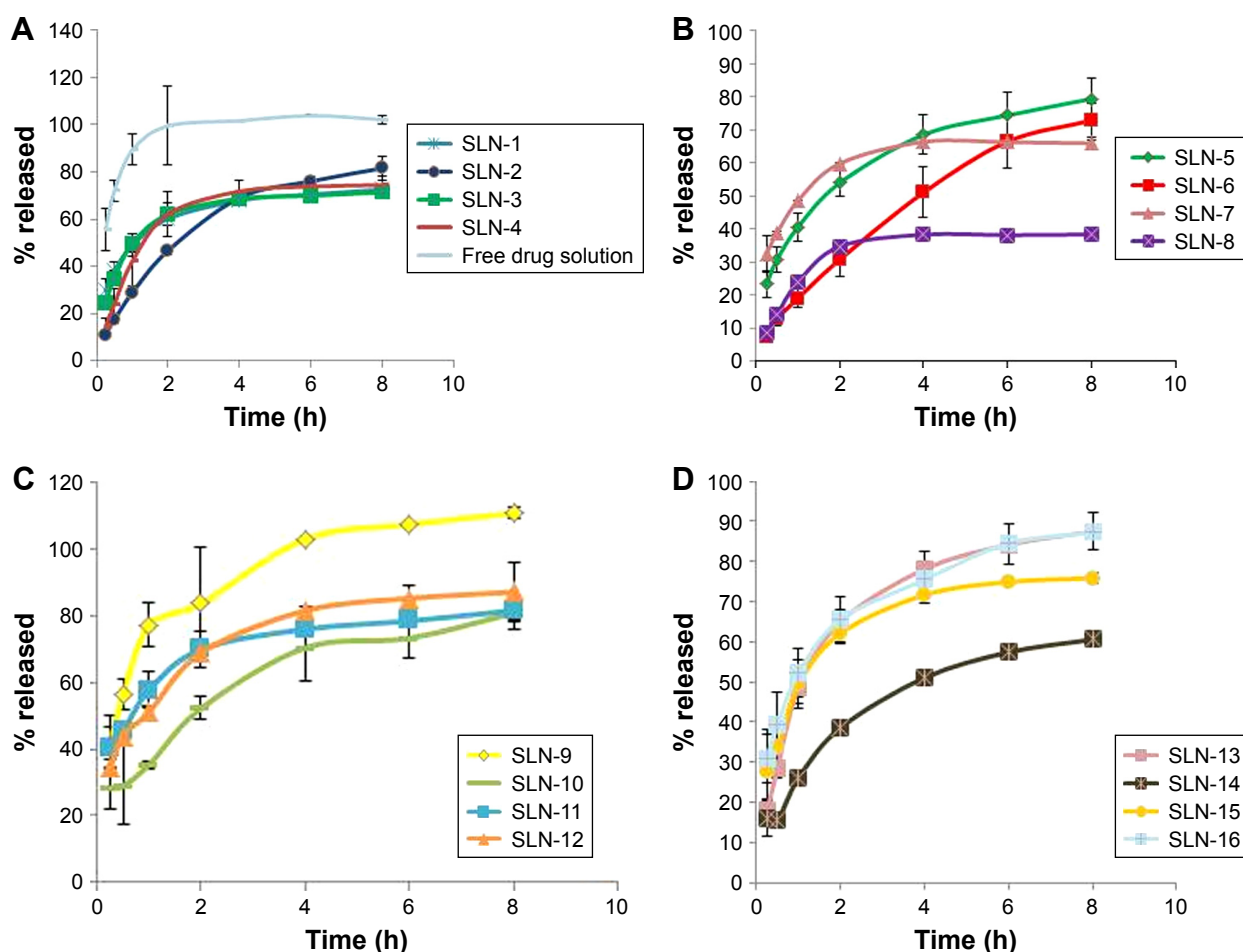 A
140
120
100
80
60
40
20
0
% released
0 2 4 6 8 10
Time (h)
SLN-1
SLN-2
SLN-3
SLN-4
Free drug solution
B
100
90
80
70
60
50
40
30
20
10
0
% released
0 2 4 6 8 10
Time (h)
SLN-5
SLN-6
SLN-7
SLN-8
C
120
100
80
60
40
20
0
% released
0 2 4 6 8 10
Time (h)
SLN-9
SLN-10
SLN-11
SLN-12
D
100
90
80
70
60
50
40
30
20
10
0
% released
0 2 4 6 8 10
Time (h)
SLN-13
SLN-14
SLN-15
SLN-16